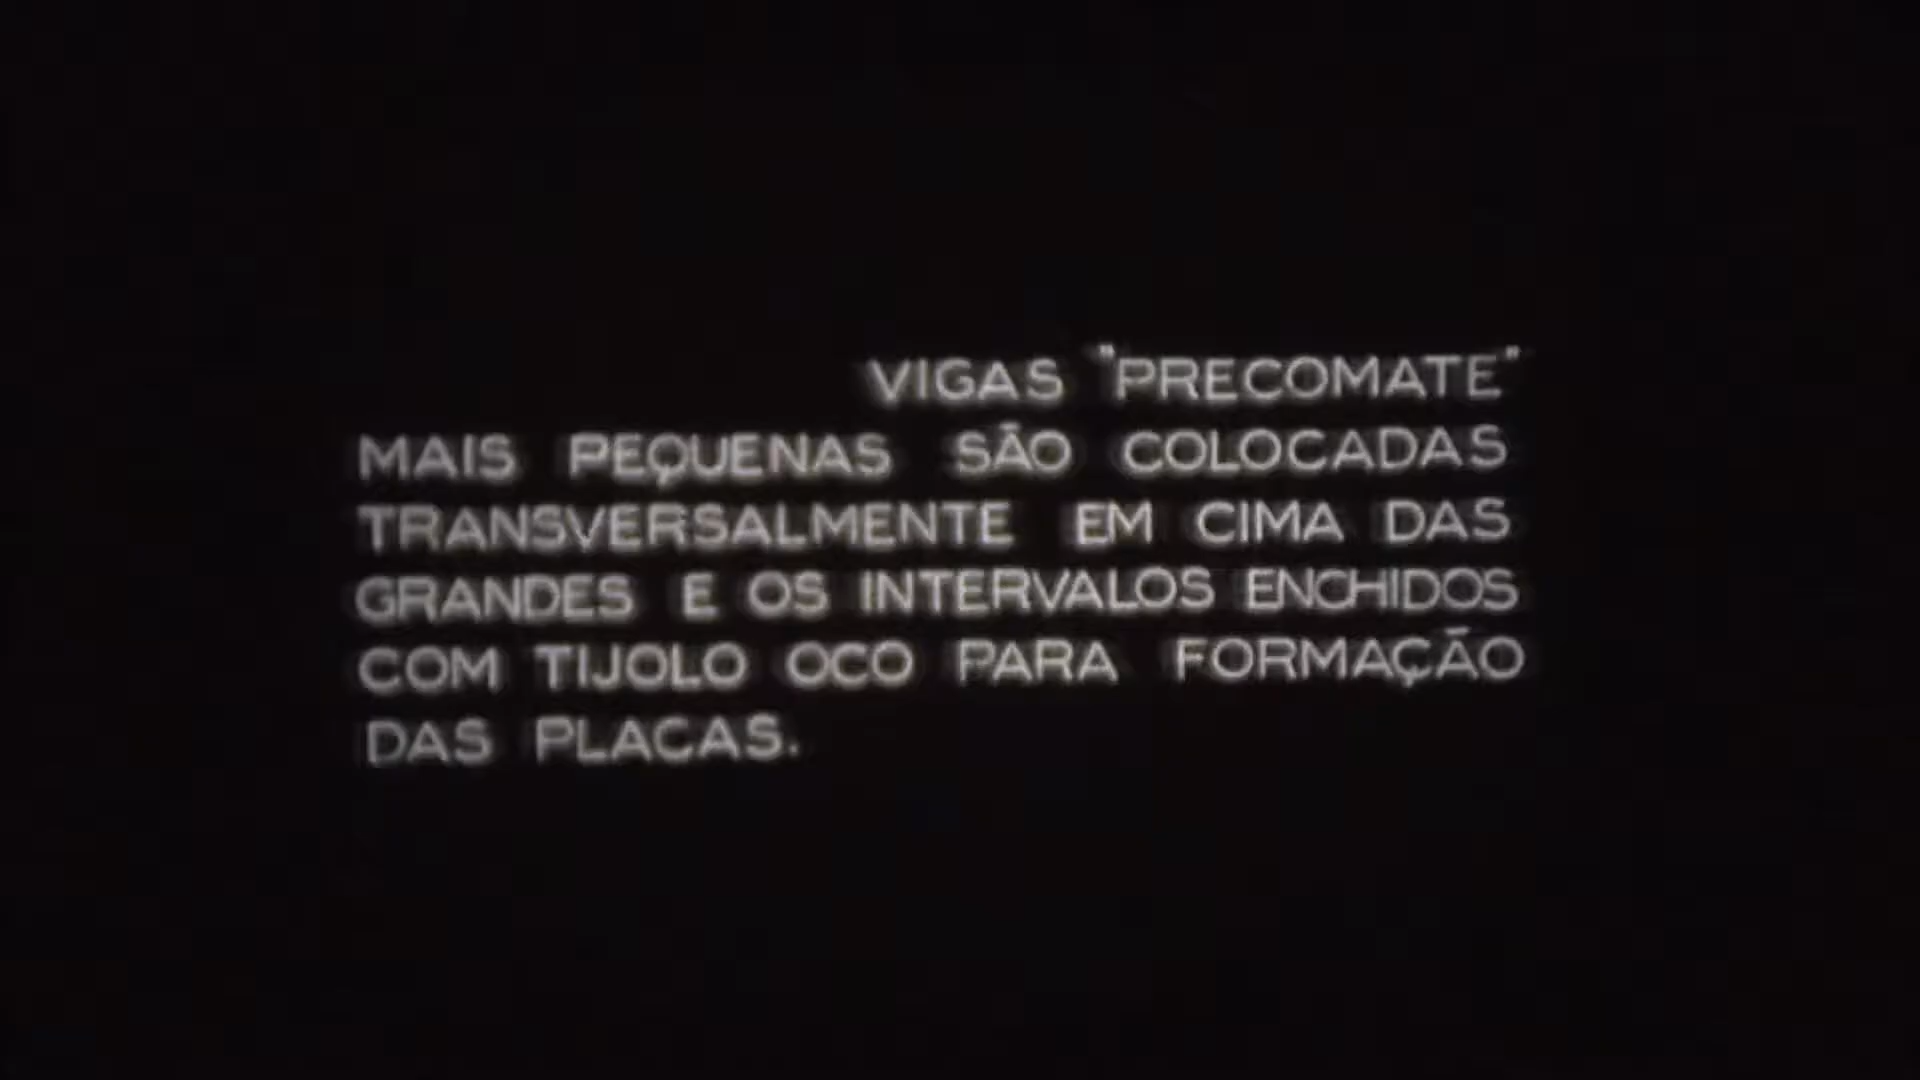 VIGAS "PRECOMATE"
MAIS PEQUENAS SÃO COLOCADAS
TRANSVERSALMENTE EM CIMA DAS
GRANDES E OS INTERVALOS ENCHIDOS
COM TIJOLO OCO PARA FORMAÇÃO
DAS PLACAS.